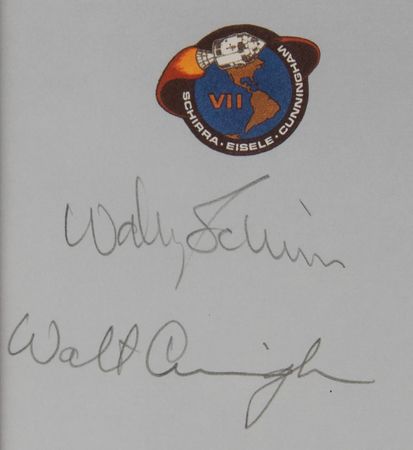 VII
SCHIRRA · EISELE · CUNNINGHAM
Wally Schirra
Walt Cunningham